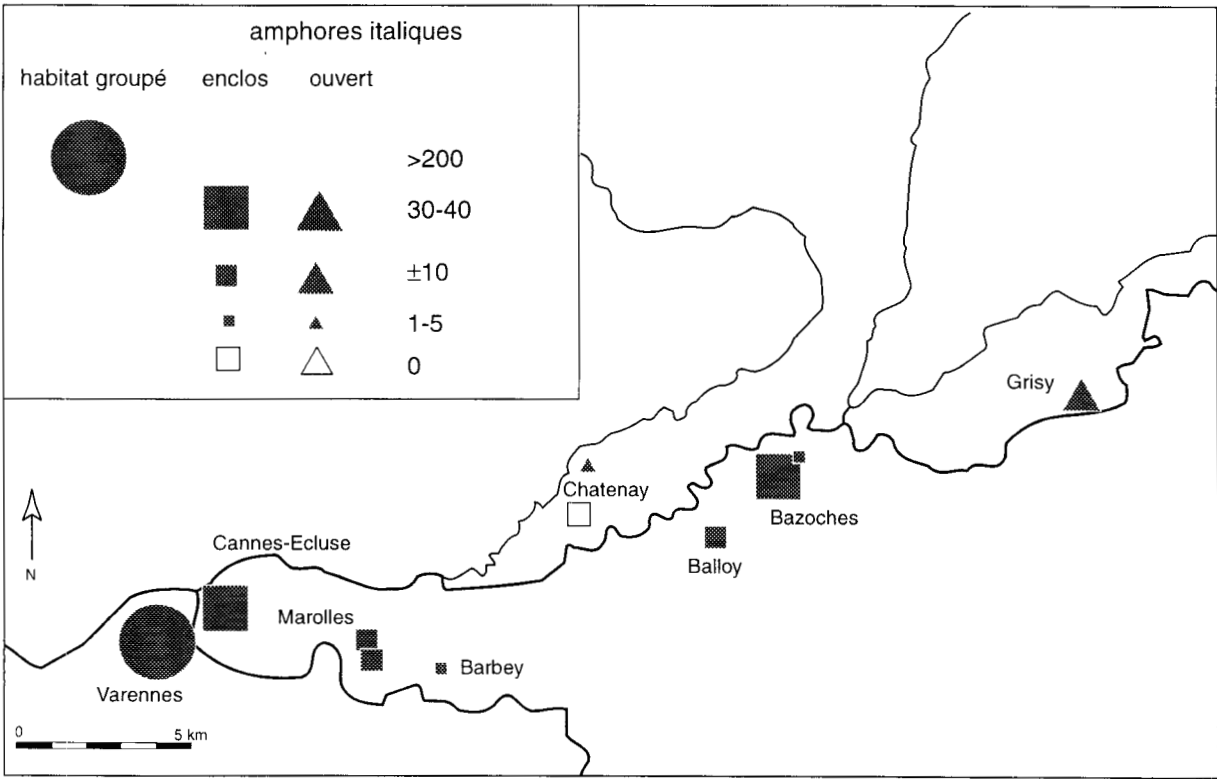 amphores italiques
habitat groupé enclos ouvert
>200
30-40
±10
1-5
0
Grisy
Chatenay
Bazoches
Cannes-Ecluse
Balloy
N
Marolles
Barbey
Varennes
0 5 km